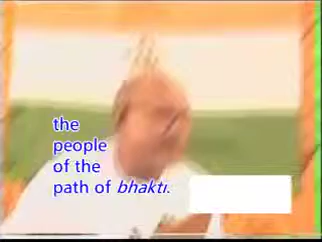 the
people
of the
path of bhakti.